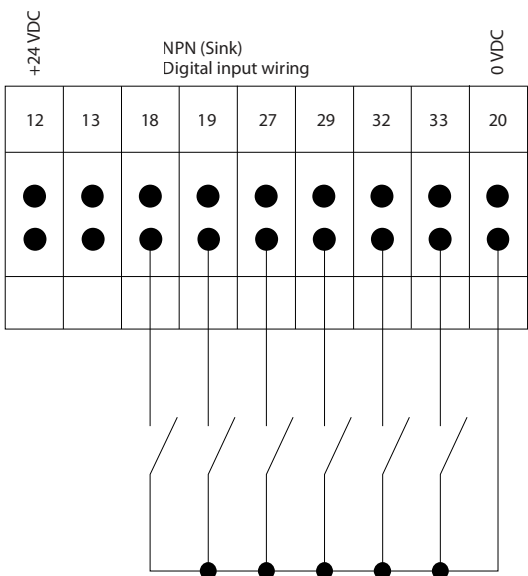 +24 VDC
NPN (Sink)
Digital input wiring
0 VDC
12 13 18 19 27 29 32 33 20